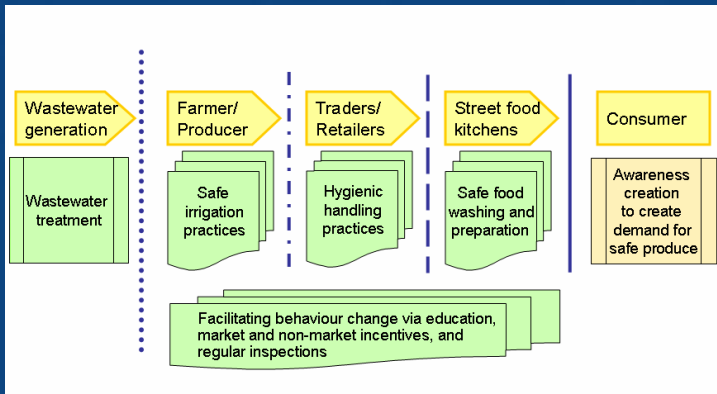 Wastewater
generation
Farmer/
Producer
Traders/
Retailers
Street food
kitchens
Consumer
Wastewater
treatment
Safe
irrigation
practices
Hygienic
handling
practices
Safe food
washing and
preparation
Awareness
creation
to create
demand for
safe produce
Facilitating behaviour change via education,
market and non-market incentives, and
regular inspections